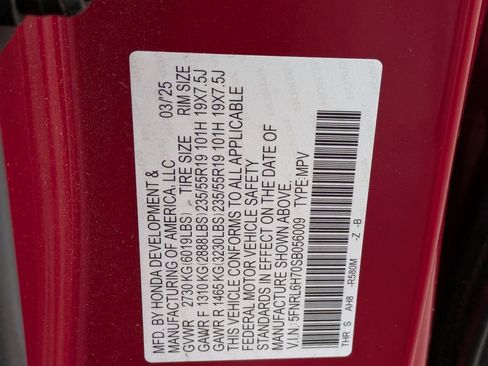 MFD. BY HONDA DEVELOPMENT & 03/'25
MANUFACTURING OF AMERICA, LLC
GVWR 2730 KG(6019LBS) TIRE SIZE RIM SIZE
GAWR F 1310 KG(2888LBS)235/55R19 101H 19X7.5J
GAWR R 1465 KG(3230LBS)235/55R19 101H 19X7.5J
THIS VEHICLE CONFORMS TO ALL APPLICABLE
FEDERAL MOTOR VEHICLE SAFETY
STANDARDS IN EFFECT ON THE DATE OF
MANUFACTURE SHOWN ABOVE.
V.I.N.:5FNRL6H70SB056009 TYPE:MPV
THR S AH8 -R580M -Z -B